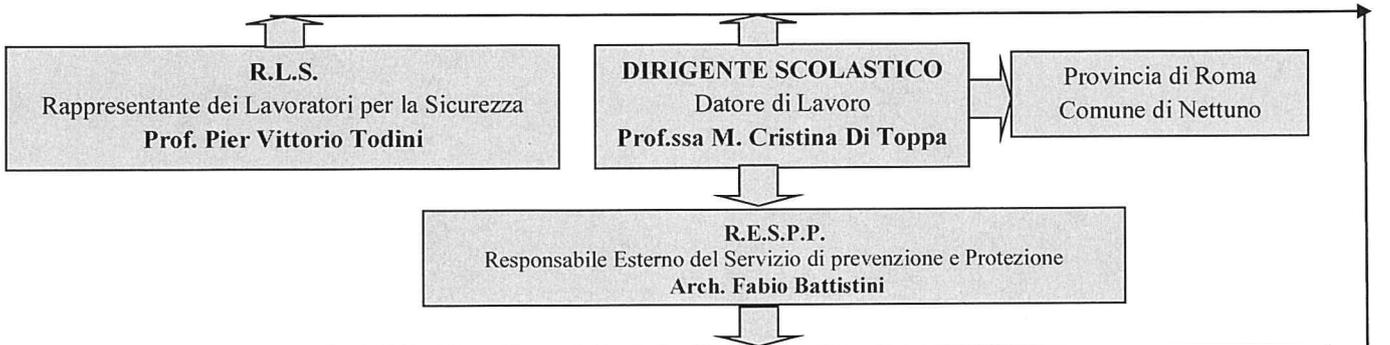 R.L.S.
Rappresentante dei Lavoratori per la Sicurezza
Prof. Pier Vittorio Todini
DIRIGENTE SCOLASTICO
Datore di Lavoro
Prof.ssa M. Cristina Di Toppa
Provincia di Roma
Comune di Nettuno
R.E.S.P.P.
Responsabile Esterno del Servizio di prevenzione e Protezione
Arch. Fabio Battistini